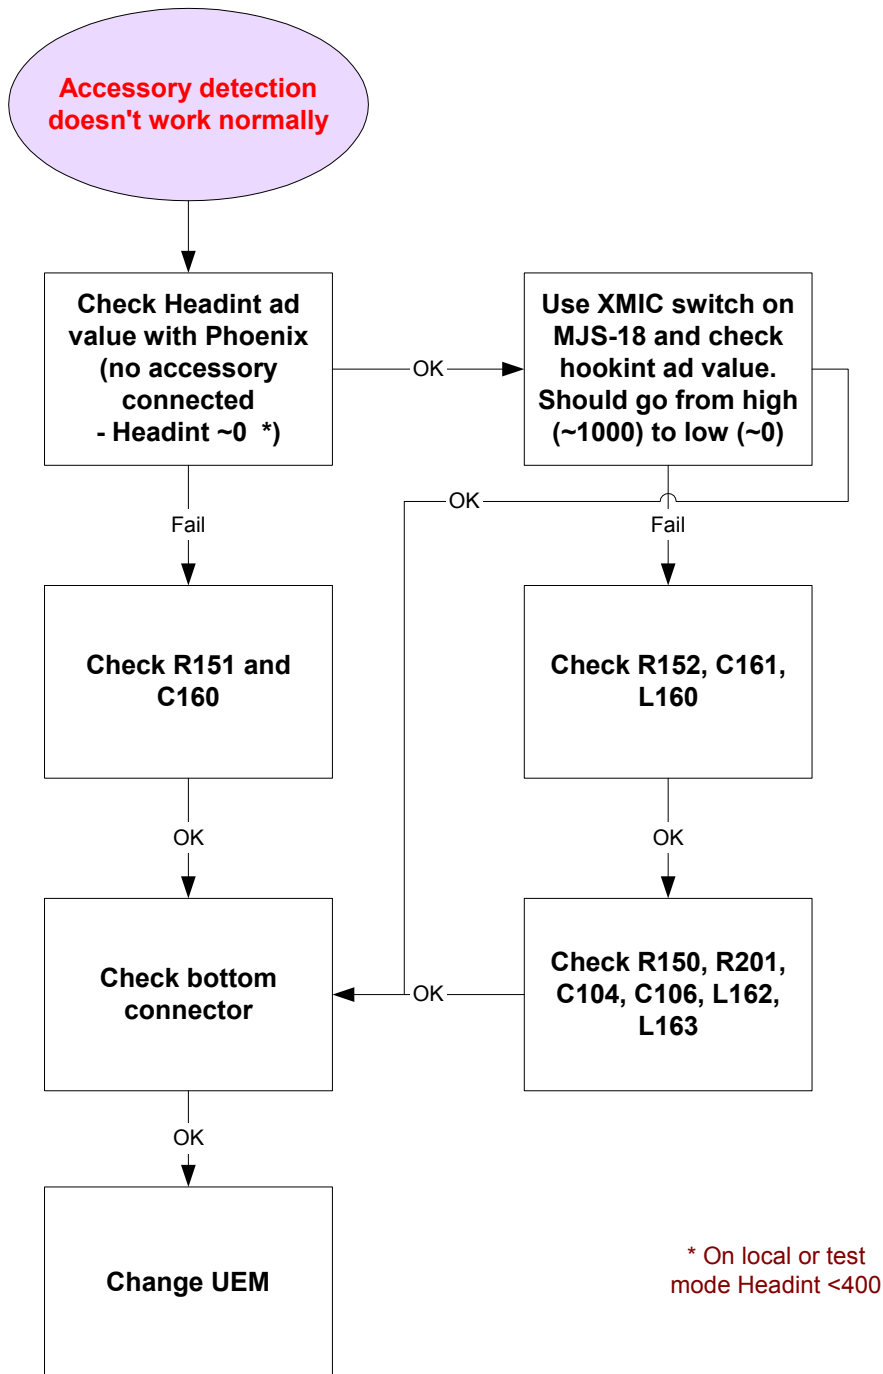 Accessory detection
doesn't work normally
Check Headint ad
value with Phoenix
(no accessory
connected
- Headint ~0  *)
OK
Use XMIC switch on
MJS-18 and check
hookint ad value.
Should go from high
(~1000) to low (~0)
OK
Fail
Fail
Check R151 and
C160
Check R152, C161,
L160
OK
OK
Check bottom
connector
OK
Check R150, R201,
C104, C106, L162,
L163
OK
Change UEM
* On local or test
mode Headint <400